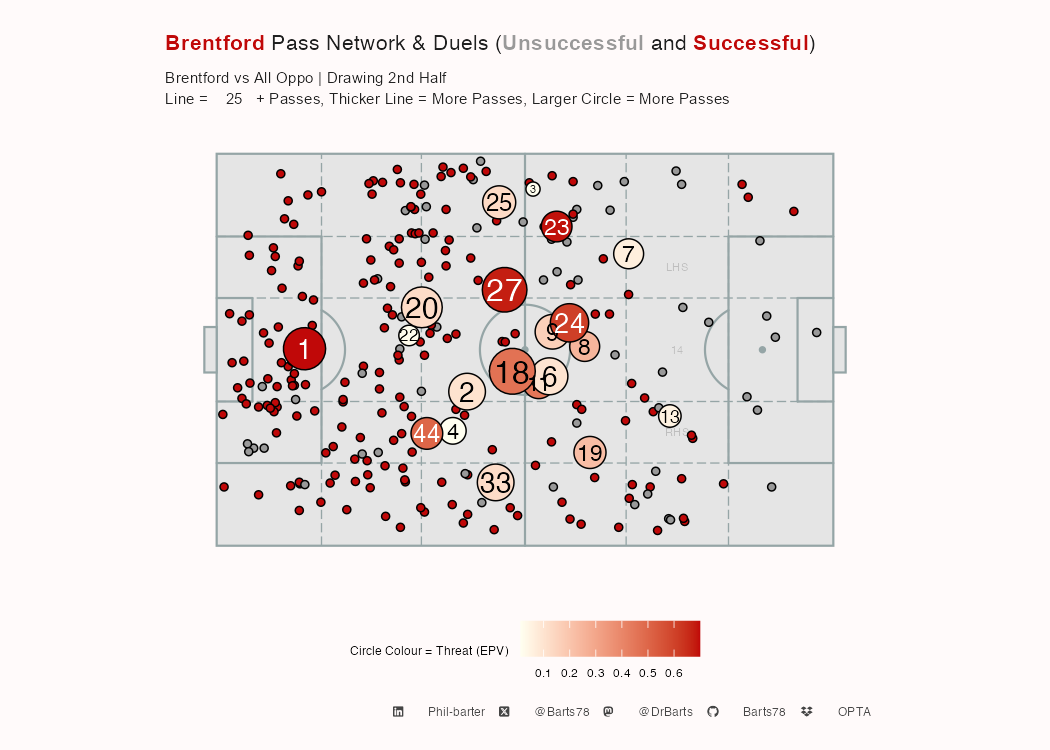 Brentford Pass Network & Duels (Unsuccessful and Successful)
Brentford vs All Oppo | Drawing 2nd Half
Line = 25 + Passes, Thicker Line = More Passes, Larger Circle = More Passes
3
25
23
7
LHS
27
20
24
9
22
8
14
1
18
6
11
2
13
44
4
RHS
19
33
Circle Colour = Threat (EPV)
0.1 0.2 0.3 0.4 0.5 0.6
Phil-barter @Barts78 @DrBarts Barts78 OPTA